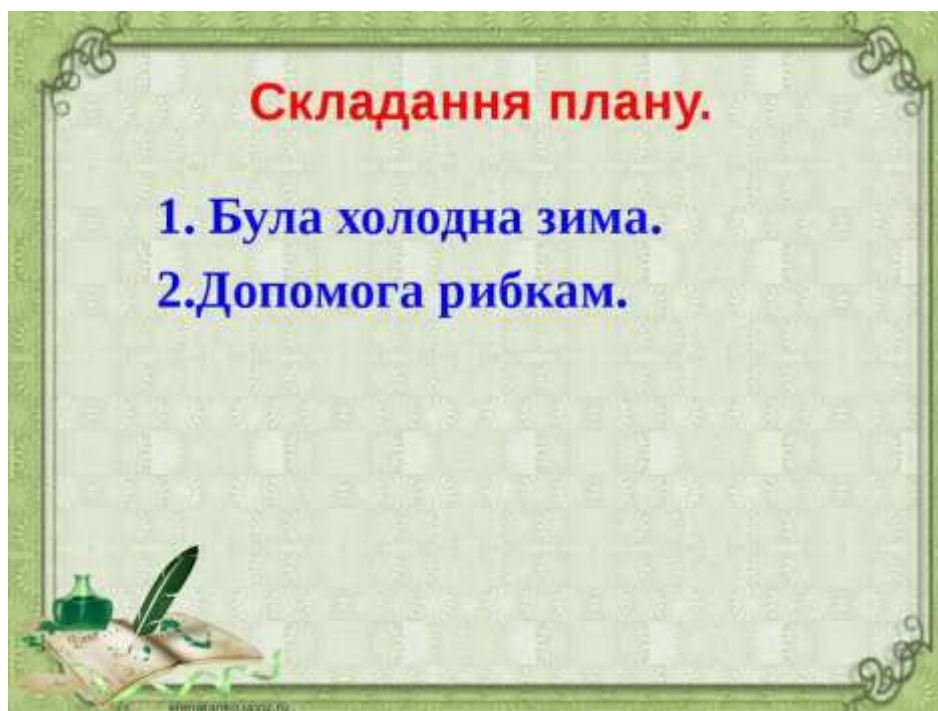 Складання плану.
1. Була холодна зима.
2.Допомога рибкам.